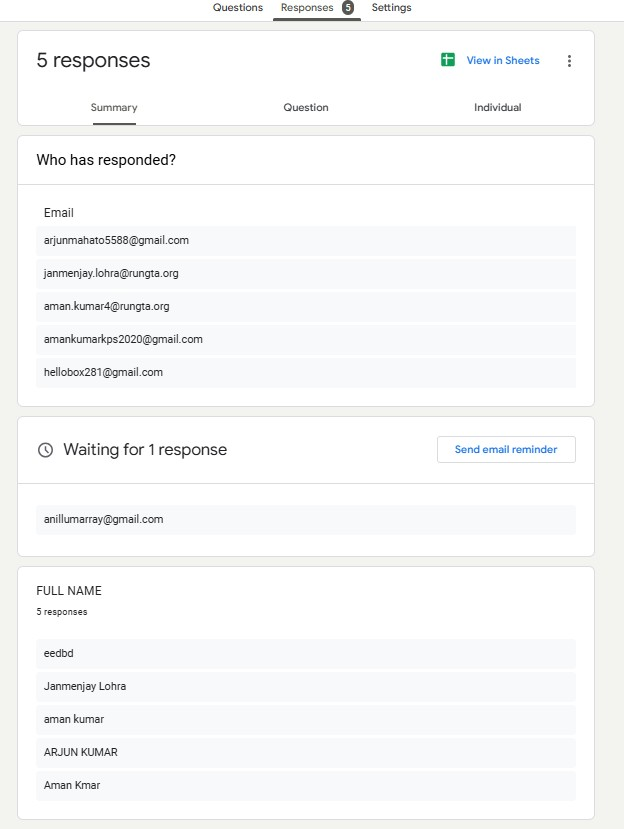 Questions Responses 5 Settings
5 responses
View in Sheets
Summary Question Individual
Who has responded?
Email
arjunmahato5588@gmail.com
janmenjay.lohra@rungta.org
aman.kumar4@rungta.org
amankumarkps2020@gmail.com
hellobox281@gmail.com
Waiting for 1 response
Send email reminder
anillumarray@gmail.com
FULL NAME
5 responses
eedbd
Janmenjay Lohra
aman kumar
ARJUN KUMAR
Aman Kmar